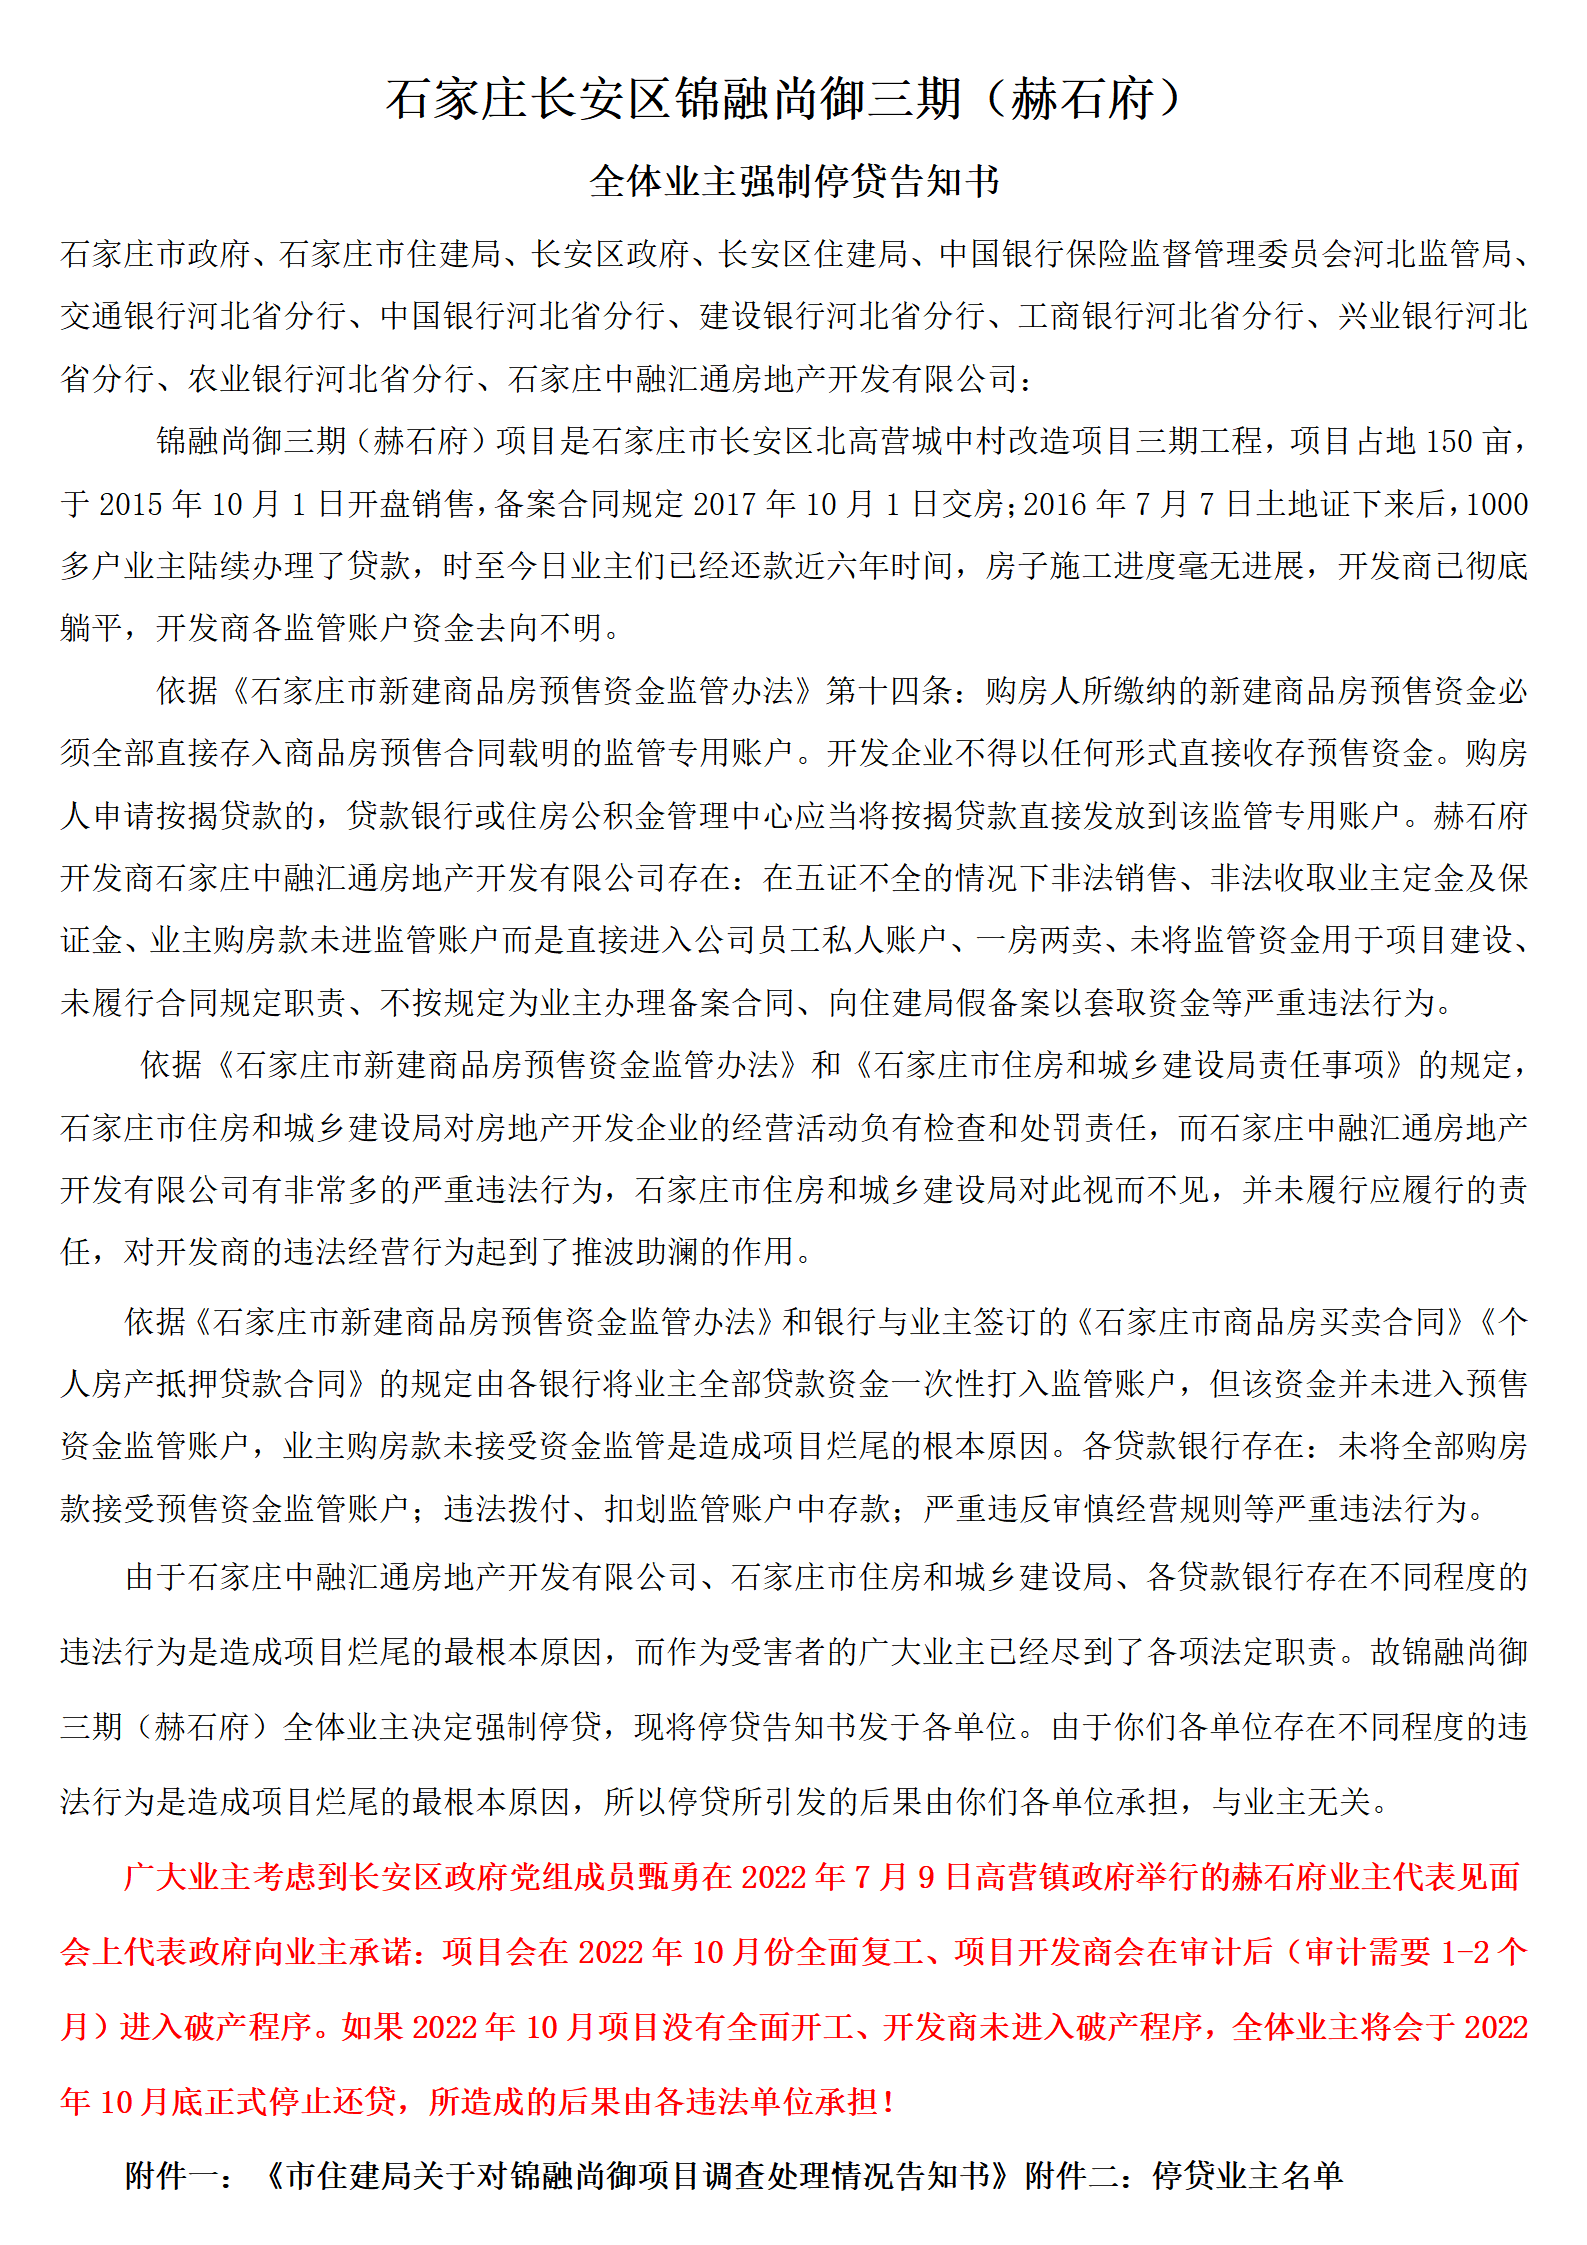 石家庄长安区锦融尚御三期（赫石府）
全体业主强制停贷告知书
石家庄市政府、石家庄市住建局、长安区政府、长安区住建局、中国银行保险监督管理委员会河北监管局、
交通银行河北省分行、中国银行河北省分行、建设银行河北省分行、工商银行河北省分行、兴业银行河北
省分行、农业银行河北省分行、石家庄中融汇通房地产开发有限公司：
锦融尚御三期（赫石府）项目是石家庄市长安区北高营城中村改造项目三期工程，项目占地 150 亩，
于 2015 年 10 月 1 日开盘销售，备案合同规定 2017 年 10 月 1 日交房；2016 年 7 月 7 日土地证下来后，1000
多户业主陆续办理了贷款，时至今日业主们已经还款近六年时间，房子施工进度毫无进展，开发商已彻底
躺平，开发商各监管账户资金去向不明。
依据《石家庄市新建商品房预售资金监管办法》第十四条：购房人所缴纳的新建商品房预售资金必
须全部直接存入商品房预售合同载明的监管专用账户。开发企业不得以任何形式直接收存预售资金。购房
人申请按揭贷款的，贷款银行或住房公积金管理中心应当将按揭贷款直接发放到该监管专用账户。赫石府
开发商石家庄中融汇通房地产开发有限公司存在：在五证不全的情况下非法销售、非法收取业主定金及保
证金、业主购房款未进监管账户而是直接进入公司员工私人账户、一房两卖、未将监管资金用于项目建设、
未履行合同规定职责、不按规定为业主办理备案合同、向住建局假备案以套取资金等严重违法行为。
依据《石家庄市新建商品房预售资金监管办法》和《石家庄市住房和城乡建设局责任事项》的规定，
石家庄市住房和城乡建设局对房地产开发企业的经营活动负有检查和处罚责任，而石家庄中融汇通房地产
开发有限公司有非常多的严重违法行为，石家庄市住房和城乡建设局对此视而不见，并未履行应履行的责
任，对开发商的违法经营行为起到了推波助澜的作用。
依据《石家庄市新建商品房预售资金监管办法》和银行与业主签订的《石家庄市商品房买卖合同》《个
人房产抵押贷款合同》的规定由各银行将业主全部贷款资金一次性打入监管账户，但该资金并未进入预售
资金监管账户，业主购房款未接受资金监管是造成项目烂尾的根本原因。各贷款银行存在：未将全部购房
款接受预售资金监管账户；违法拨付、扣划监管账户中存款；严重违反审慎经营规则等严重违法行为。
由于石家庄中融汇通房地产开发有限公司、石家庄市住房和城乡建设局、各贷款银行存在不同程度的
违法行为是造成项目烂尾的最根本原因，而作为受害者的广大业主已经尽到了各项法定职责。故锦融尚御
三期（赫石府）全体业主决定强制停贷，现将停贷告知书发于各单位。由于你们各单位存在不同程度的违
法行为是造成项目烂尾的最根本原因，所以停贷所引发的后果由你们各单位承担，与业主无关。
广大业主考虑到长安区政府党组成员甄勇在 2022 年 7 月 9 日高营镇政府举行的赫石府业主代表见面
会上代表政府向业主承诺：项目会在 2022 年 10 月份全面复工、项目开发商会在审计后（审计需要 1-2 个
月）进入破产程序。如果 2022 年 10 月项目没有全面开工、开发商未进入破产程序，全体业主将会于 2022
年 10 月底正式停止还贷，所造成的后果由各违法单位承担！
附件一：《市住建局关于对锦融尚御项目调查处理情况告知书》附件二：停贷业主名单